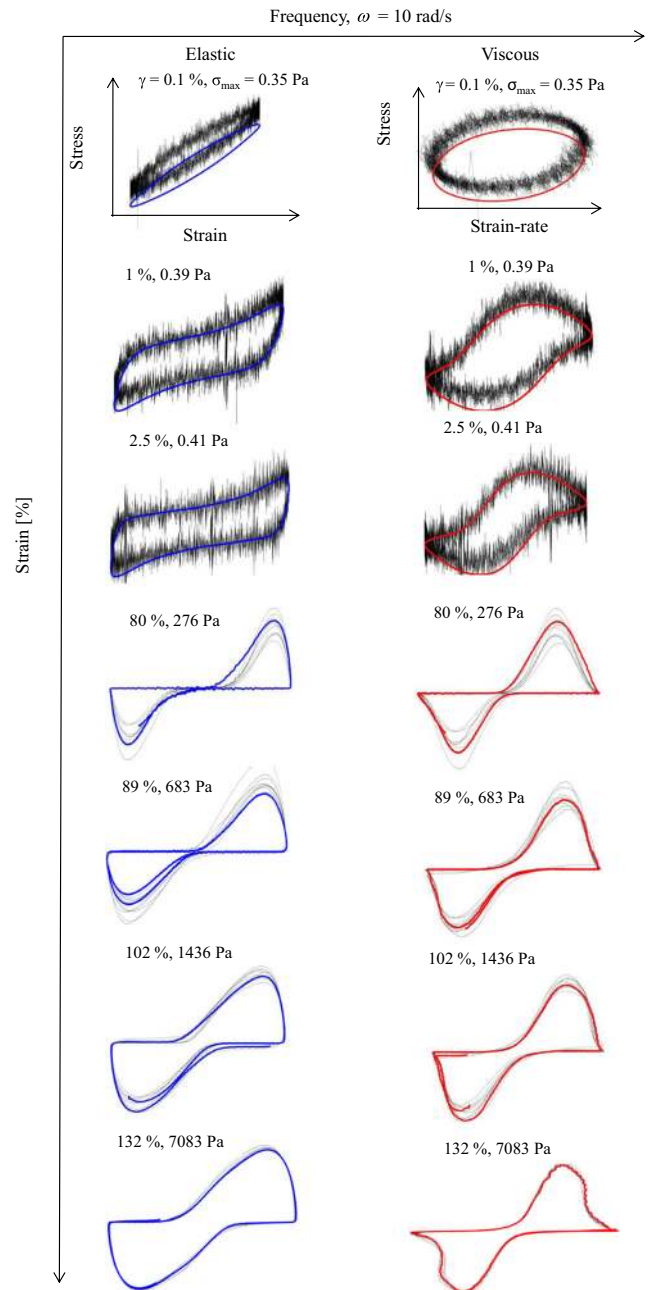 Frequency, ω = 10 rad/s
Elastic
Viscous
γ = 0.1 %, σmax = 0.35 Pa
γ = 0.1 %, σmax = 0.35 Pa
Stress
Stress
Strain
Strain-rate
1 %, 0.39 Pa
1 %, 0.39 Pa
2.5 %, 0.41 Pa
2.5 %, 0.41 Pa
Strain [%]
80 %, 276 Pa
80 %, 276 Pa
89 %, 683 Pa
89 %, 683 Pa
102 %, 1436 Pa
102 %, 1436 Pa
132 %, 7083 Pa
132 %, 7083 Pa